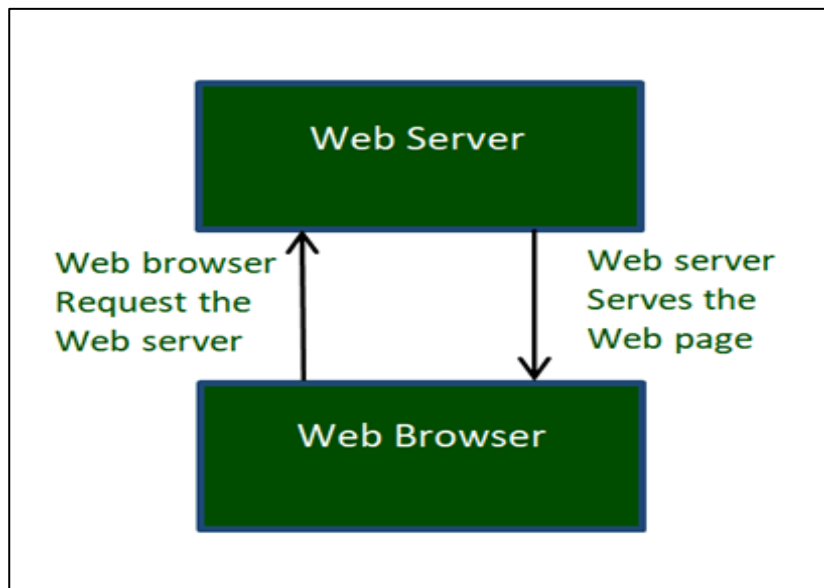 Web Server
Web browser
Request the
Web server
Web server
Serves the
Web page
Web Browser